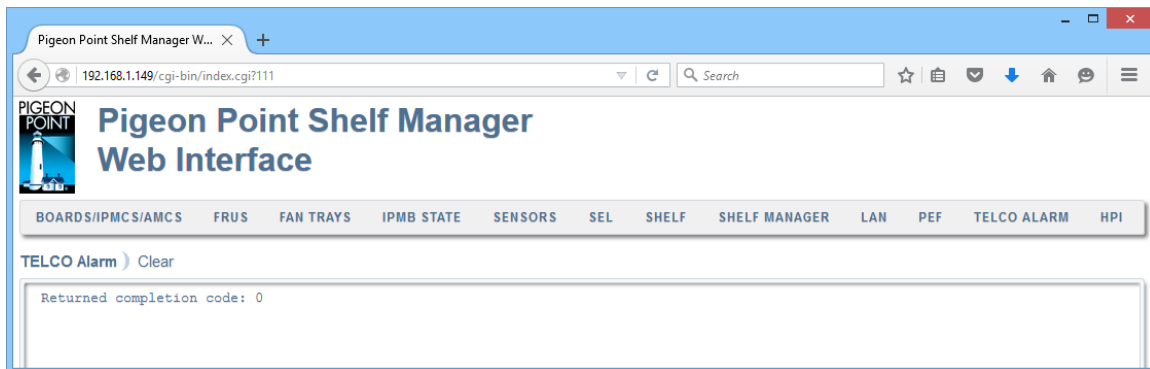 Pigeon Point Shelf Manager W...
192.168.1.149/cgi-bin/index.cgi?111
Search
PIGEON
POINT
Pigeon Point Shelf Manager
Web Interface
BOARDS/IPMCS/AMCS FRUS FAN TRAYS IPMB STATE SENSORS SEL SHELF SHELF MANAGER LAN PEF TELCO ALARM HPI
TELCO Alarm ) Clear
Returned completion code: 0